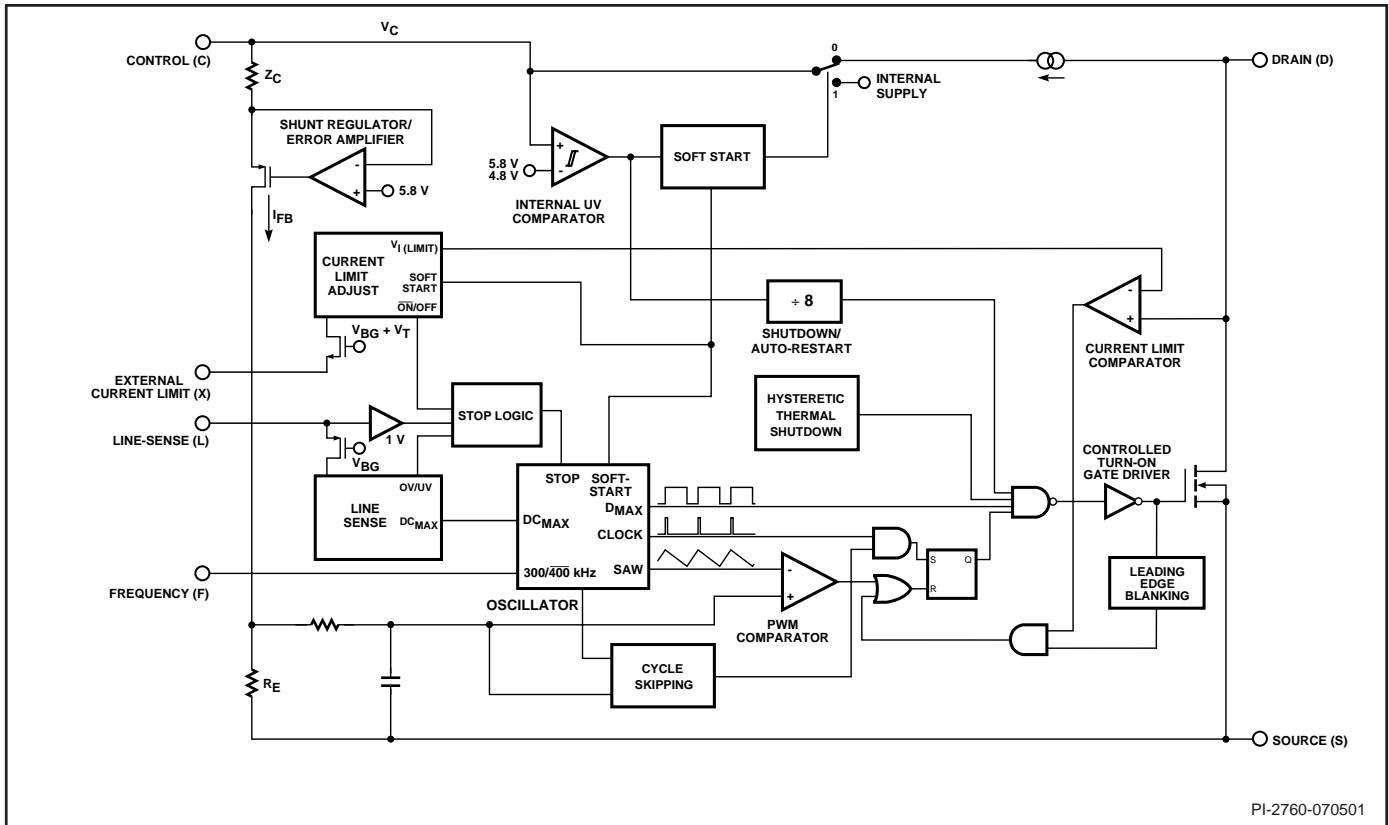 V_C
CONTROL (C)
Z_C
0
1
INTERNAL
SUPPLY
DRAIN (D)
SHUNT REGULATOR/
ERROR AMPLIFIER
-
+
5.8 V
I_FB
+
-
5.8 V
4.8 V
INTERNAL UV
COMPARATOR
SOFT START
CURRENT
LIMIT
ADJUST
V_I (LIMIT)
SOFT
START
O̅N̅/OFF
÷ 8
SHUTDOWN/
AUTO-RESTART
-
+
CURRENT LIMIT
COMPARATOR
V_BG + V_T
EXTERNAL
CURRENT LIMIT (X)
HYSTERETIC
THERMAL
SHUTDOWN
LINE-SENSE (L)
1 V
STOP LOGIC
V_BG
CONTROLLED
TURN-ON
GATE DRIVER
LINE
SENSE
OV/UV
DC_MAX
STOP
SOFT-
START
D_MAX
DC_MAX
CLOCK
SAW
300/4̅0̅0̅ kHz
OSCILLATOR
FREQUENCY (F)
-
+
PWM
COMPARATOR
S
Q
R
LEADING
EDGE
BLANKING
CYCLE
SKIPPING
R_E
SOURCE (S)
PI-2760-070501